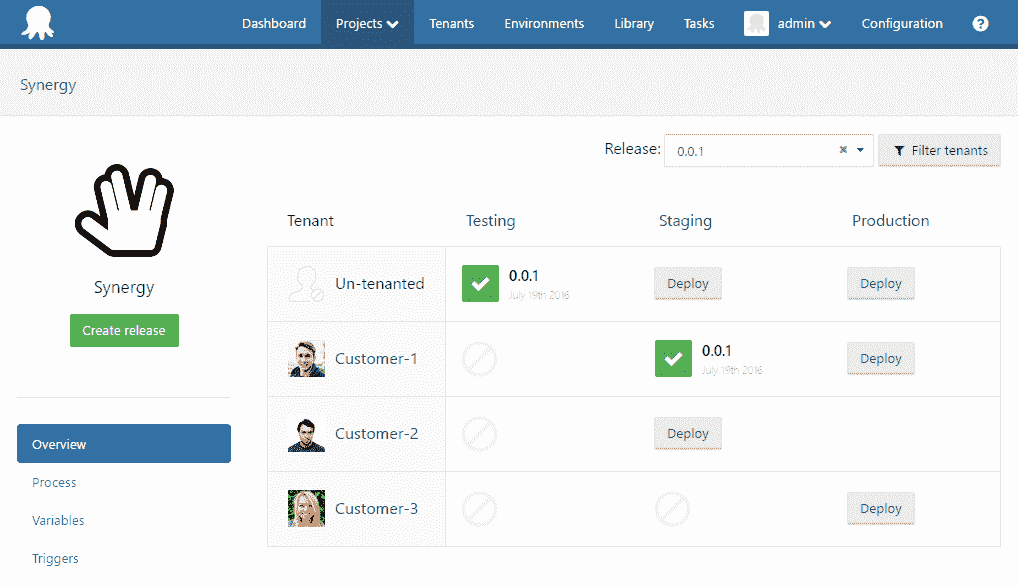 Dashboard Projects Tenants Environments Library Tasks admin Configuration ?
Synergy
Release: 0.0.1 Filter tenants
Tenant Testing Staging Production
Un-tenanted 0.0.1 Deploy Deploy
July 19th 2016
Customer-1 0.0.1 Deploy
July 19th 2016
Customer-2 Deploy
Customer-3 Deploy
Synergy
Create release
Overview
Process
Variables
Triggers